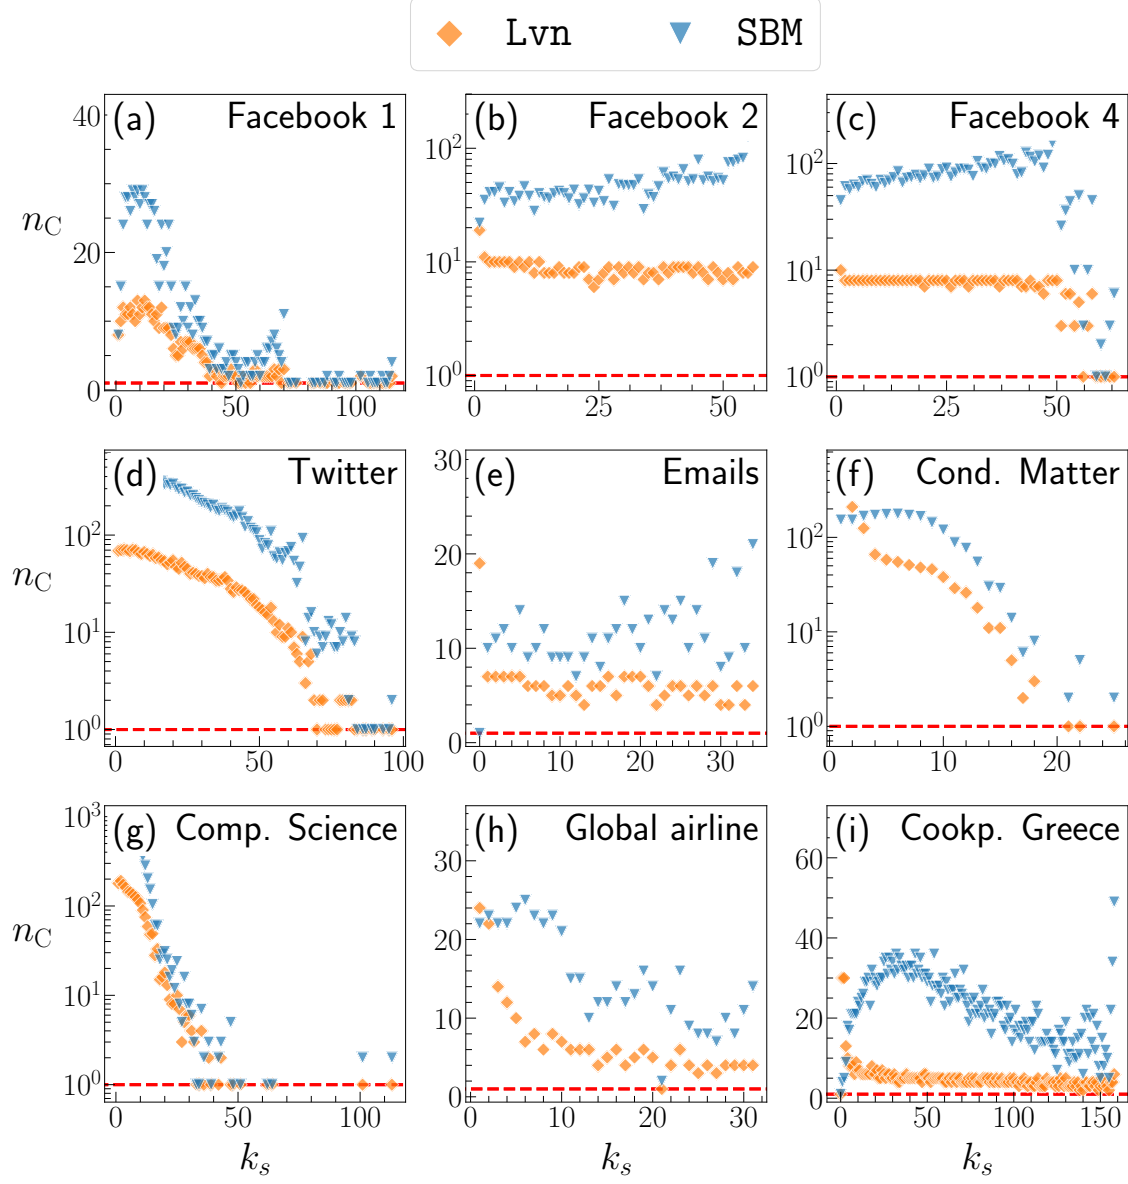 Lvn SBM
(a) Facebook 1
(b) Facebook 2
(c) Facebook 4
40
20
0
n_C
0 50 100
10^2
10^1
10^0
0 25 50
10^2
10^1
10^0
0 25 50
(d) Twitter
(e) Emails
(f) Cond. Matter
n_C
10^2
10^1
10^0
0 50 100
30
20
10
0
0 10 20 30
10^2
10^1
10^0
0 10 20
(g) Comp. Science
(h) Global airline
(i) Cookp. Greece
n_C
10^3
10^2
10^1
10^0
0 50 100
k_s
30
20
10
0
0 10 20 30
k_s
60
40
20
0
0 50 100 150
k_s